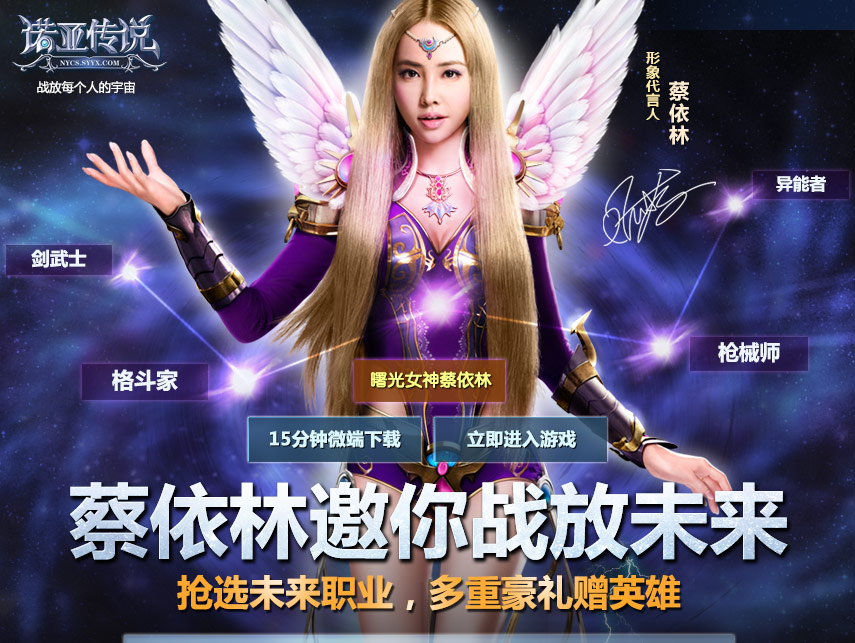 诺亚传说
NYCS.SYYX.COM
战放每个人的宇宙
形象代言人
蔡依林
异能者
剑武士
枪械师
格斗家
曙光女神蔡依林
15分钟微端下载
立即进入游戏
蔡依林邀你战放未来
抢选未来职业，多重豪礼赠英雄